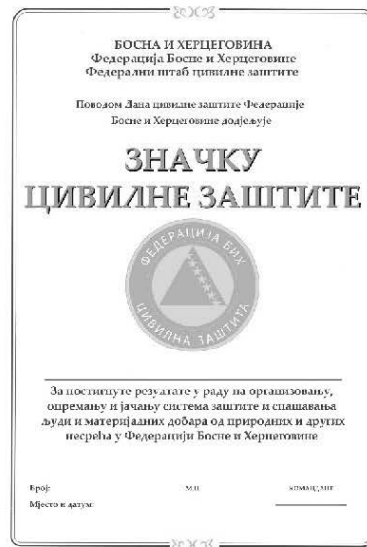 БОСНА И ХЕРЦЕГОВИНА
Федерација Босне и Херцеговине
Федерални штаб цивилне заштите
Поводом Дана цивилне заштите Федерације
Босне и Херцеговине додјељује
ЗНАЧКУ
ЦИВИЛНЕ ЗАШТИТЕ
ФЕДЕРАЦИЈА БИХ
ЦИВИЛНА ЗАШТИТА
За постигнуте резултате у раду на организовању,
опремању и јачању система заштите и спашавања
људи и материјалних добара од природних и других
несрећа у Федерацији Босне и Херцеговине
Број: М.П. КОМАНДАНТ
Мјесто и датум: